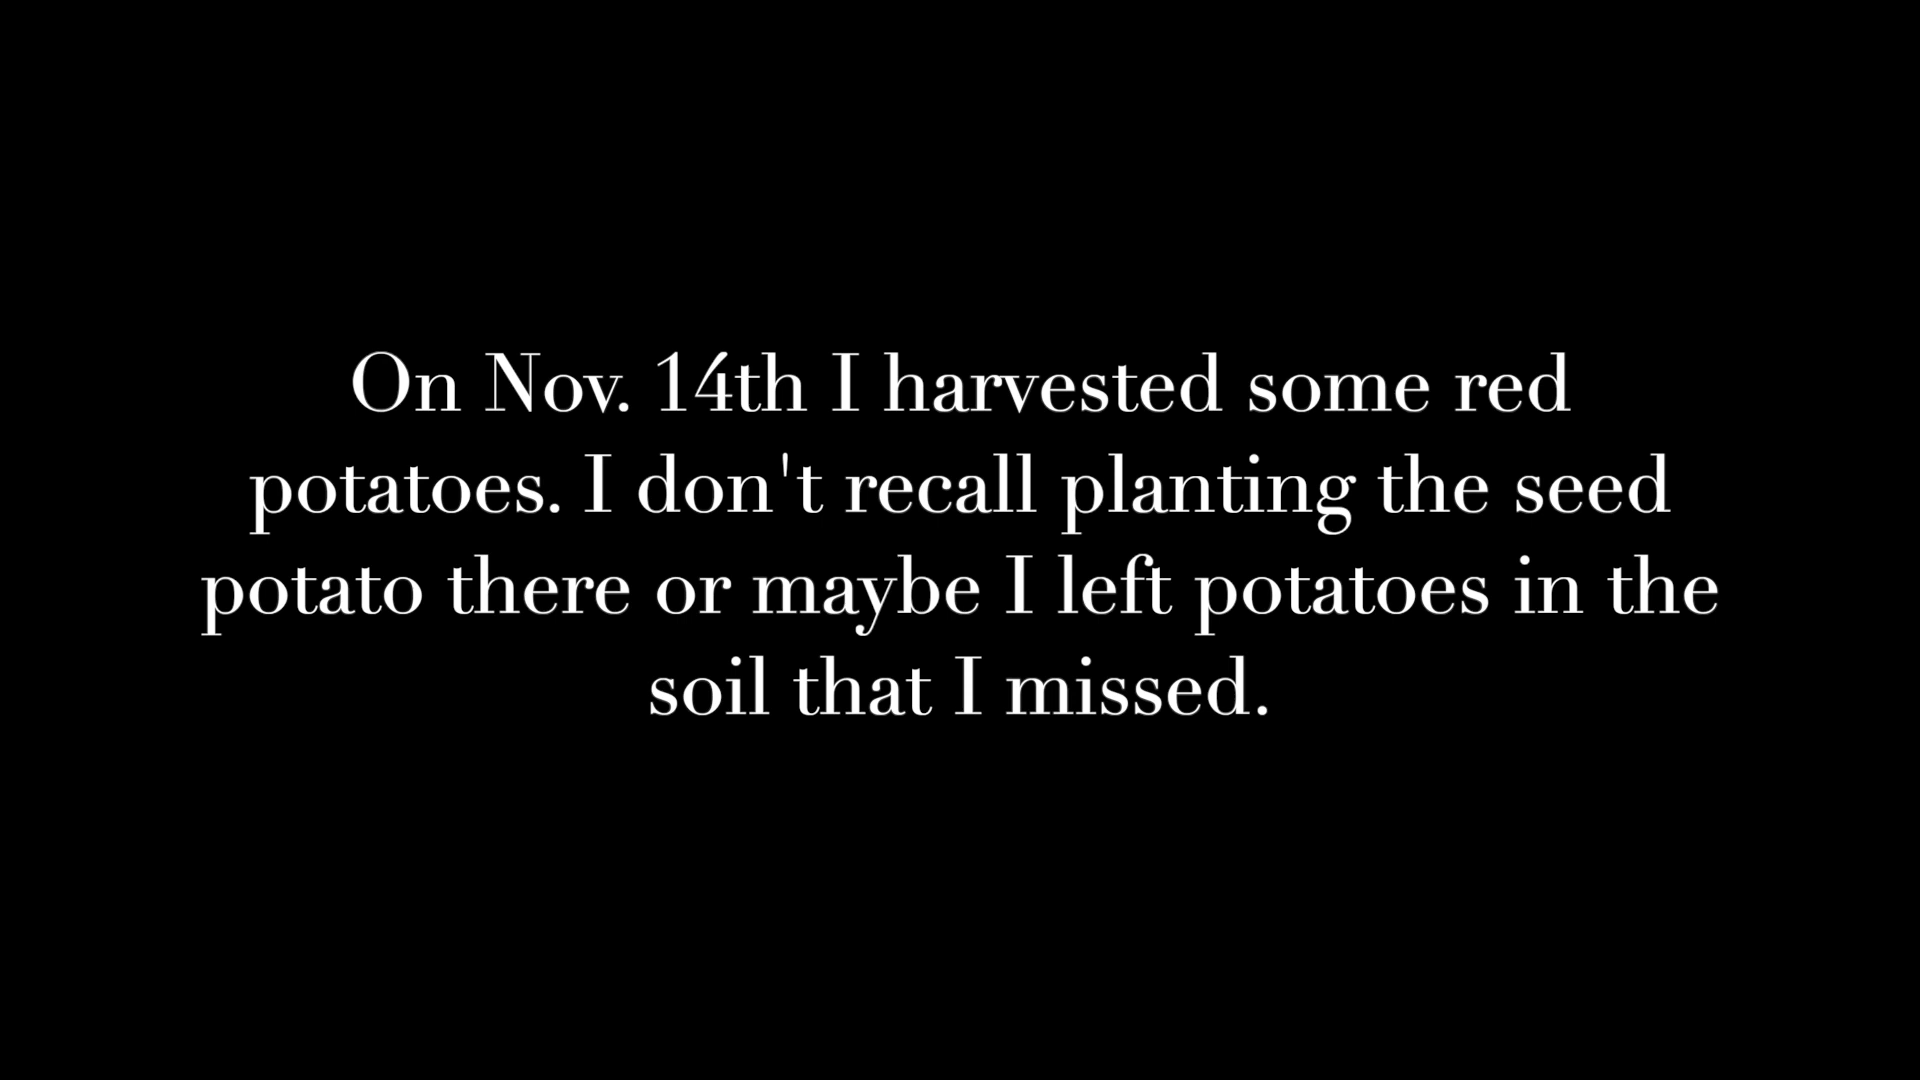 On Nov. 14th I harvested some red
potatoes. I don't recall planting the seed
potato there or maybe I left potatoes in the
soil that I missed.